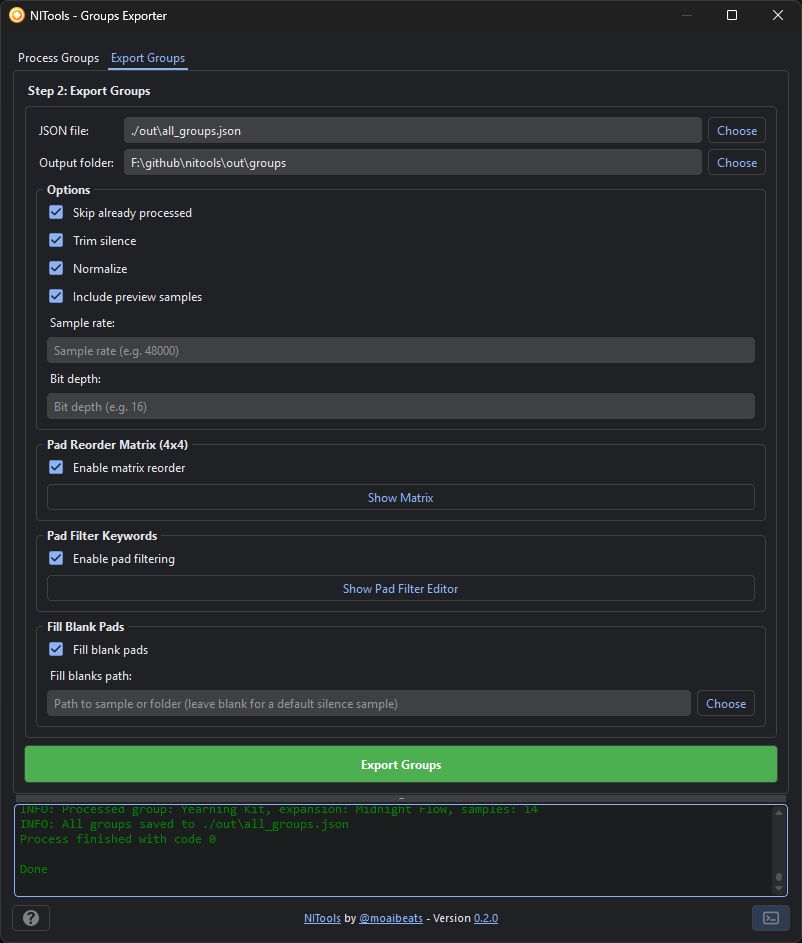 NITools - Groups Exporter
Process Groups Export Groups
Step 2: Export Groups
JSON file: ./out\all_groups.json Choose
Output folder: F:\github\nitools\out\groups Choose
Options
Skip already processed
Trim silence
Normalize
Include preview samples
Sample rate:
Sample rate (e.g. 48000)
Bit depth:
Bit depth (e.g. 16)
Pad Reorder Matrix (4x4)
Enable matrix reorder
Show Matrix
Pad Filter Keywords
Enable pad filtering
Show Pad Filter Editor
Fill Blank Pads
Fill blank pads
Fill blanks path:
Path to sample or folder (leave blank for a default silence sample) Choose
Export Groups
INFO: Processed group: Yearning Kit, expansion: Midnight Flow, samples: 14
INFO: All groups saved to ./out\all_groups.json
Process finished with code 0
Done
? NITools by @moaibeats - Version 0.2.0